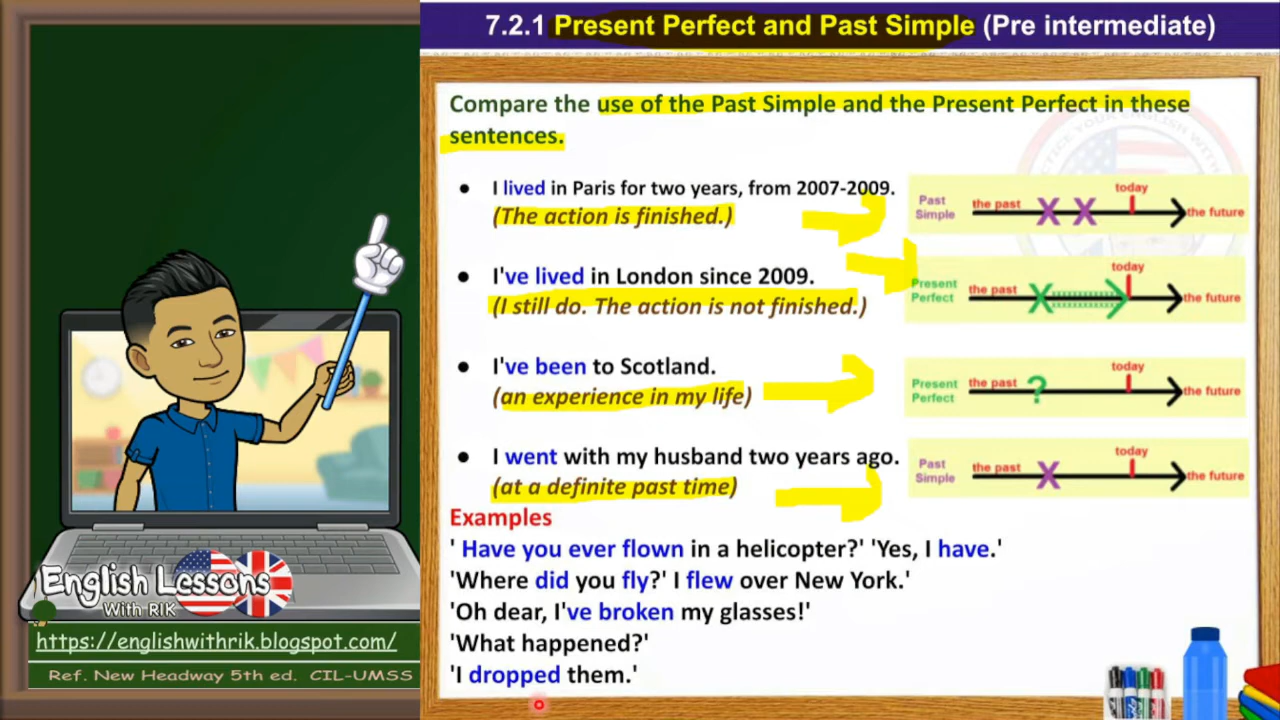 7.2.1 Present Perfect and Past Simple (Pre intermediate)
Compare the use of the Past Simple and the Present Perfect in these
sentences.
● I lived in Paris for two years, from 2007-2009.
(The action is finished.)
Past Simple the past X X today the future
● I've lived in London since 2009.
(I still do. The action is not finished.)
Present Perfect the past X today the future
● I've been to Scotland.
(an experience in my life)
Present Perfect the past ? today the future
● I went with my husband two years ago.
(at a definite past time)
Past Simple the past X today the future
Examples
' Have you ever flown in a helicopter?' 'Yes, I have.'
'Where did you fly?' I flew over New York.'
'Oh dear, I've broken my glasses!'
'What happened?'
'I dropped them.'
English Lessons
With RIK
https://englishwithrik.blogspot.com/
Ref. New Headway 5th ed. CIL-UMSS